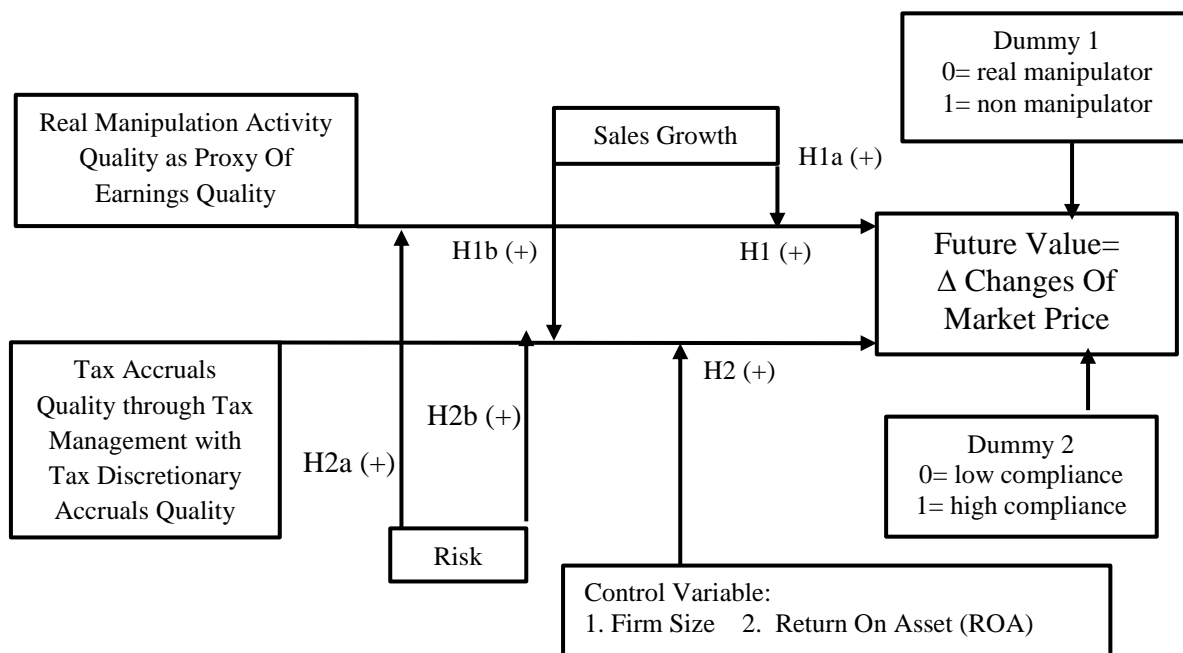 Dummy 1
0= real manipulator
1= non manipulator
Real Manipulation Activity
Quality as Proxy Of
Earnings Quality
Sales Growth
H1a (+)
H1b (+)
H1 (+)
Future Value=
Δ Changes Of
Market Price
Tax Accruals
Quality through Tax
Management with
Tax Discretionary
Accruals Quality
H2 (+)
H2b (+)
H2a (+)
Dummy 2
0= low compliance
1= high compliance
Risk
Control Variable:
1. Firm Size 2. Return On Asset (ROA)